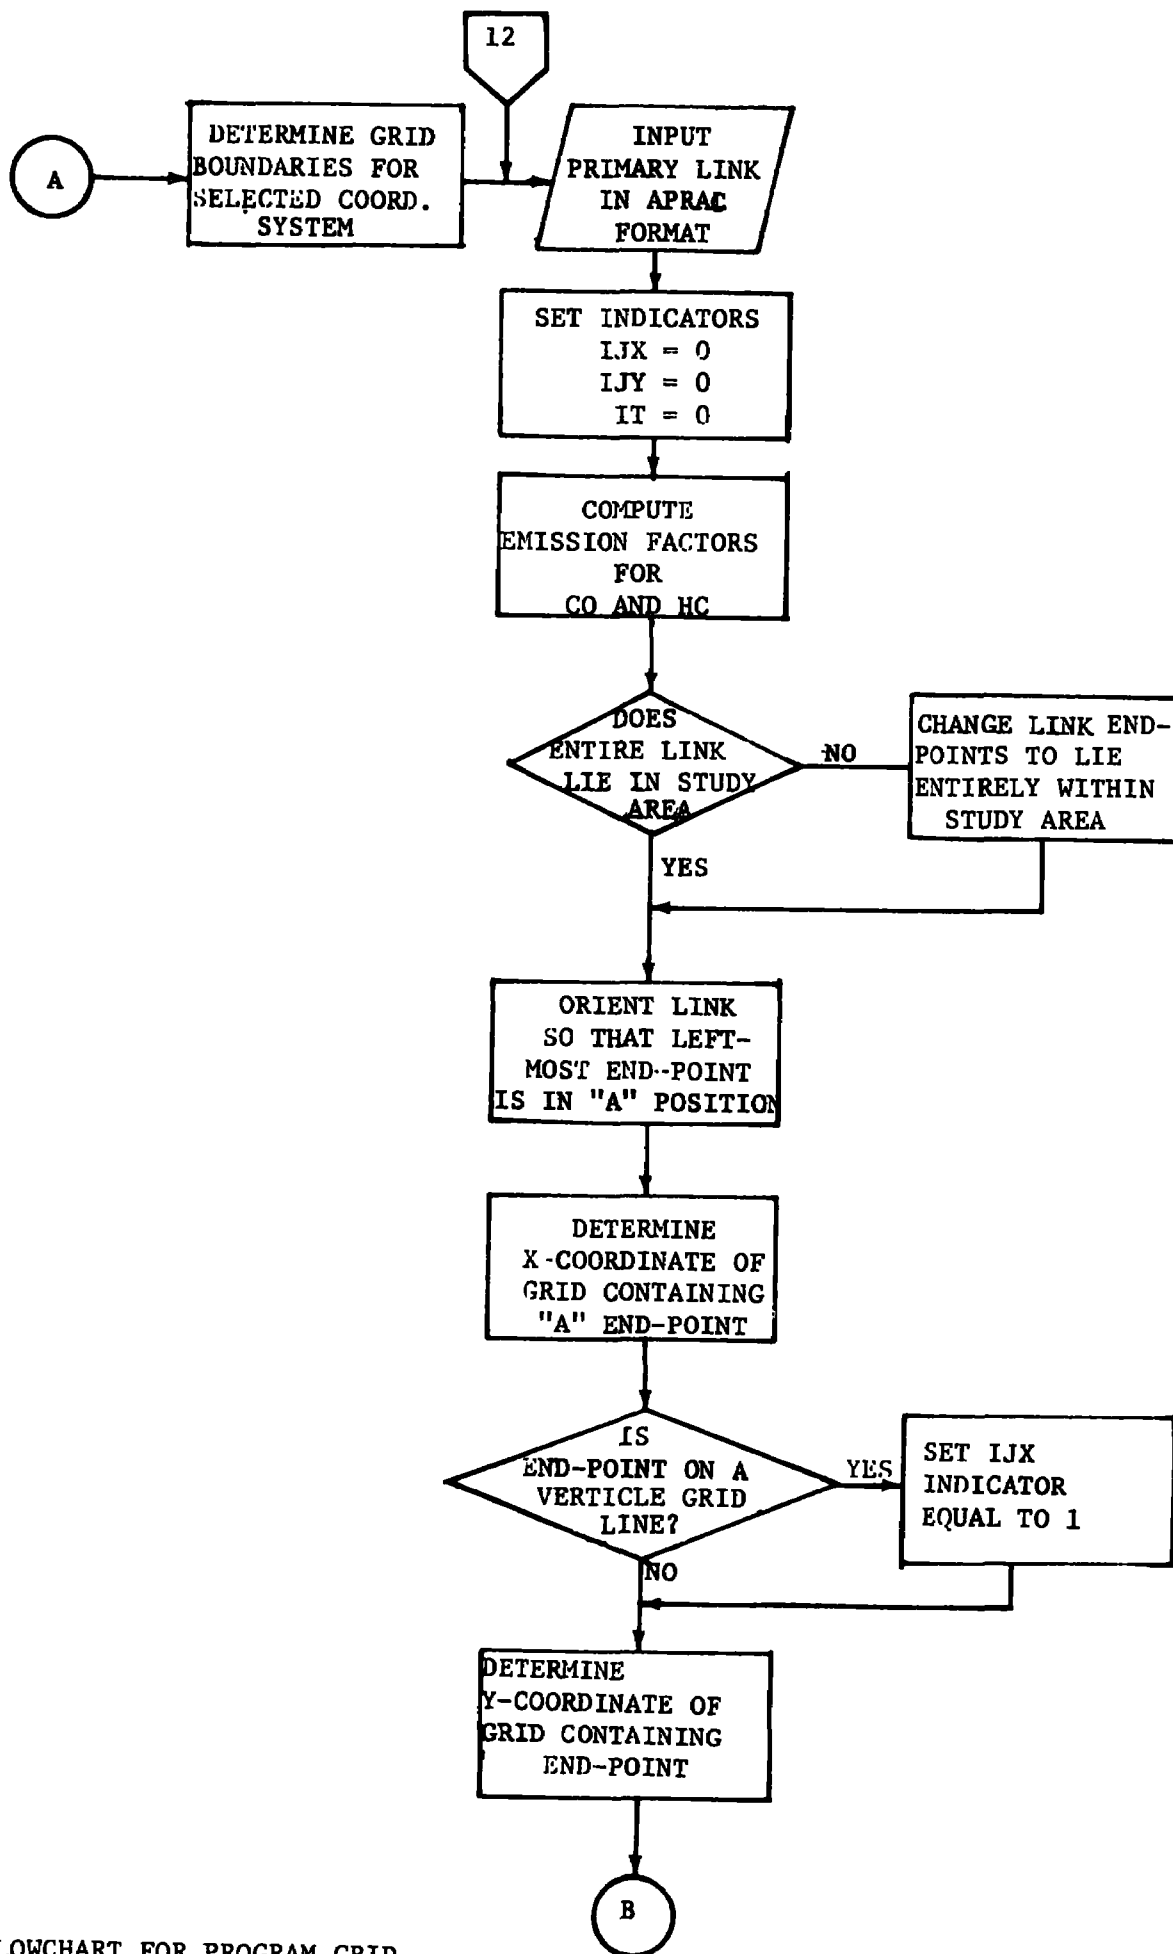 12
A
DETERMINE GRID
BOUNDARIES FOR
SELECTED COORD.
SYSTEM
INPUT
PRIMARY LINK
IN APRAC
FORMAT
SET INDICATORS
IJX = 0
IJY = 0
IT = 0
COMPUTE
EMISSION FACTORS
FOR
CO AND HC
DOES
ENTIRE LINK
LIE IN STUDY
AREA
NO
CHANGE LINK END-
POINTS TO LIE
ENTIRELY WITHIN
STUDY AREA
YES
ORIENT LINK
SO THAT LEFT-
MOST END-POINT
IS IN "A" POSITION
DETERMINE
X-COORDINATE OF
GRID CONTAINING
"A" END-POINT
IS
END-POINT ON A
VERTICLE GRID
LINE?
YES
SET IJX
INDICATOR
EQUAL TO 1
NO
DETERMINE
Y-COORDINATE OF
GRID CONTAINING
END-POINT
B
LOWCHART FOR PROGRAM GRID